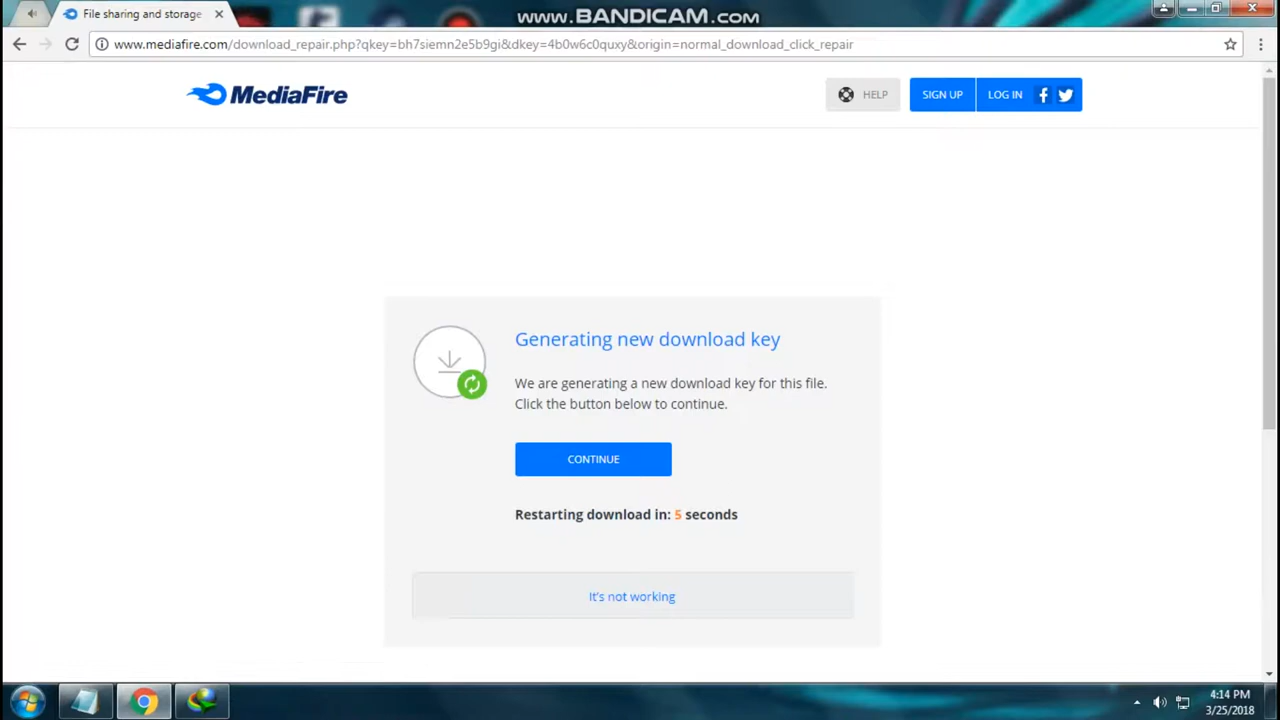 File sharing and storage
www.BANDICAM.com
www.mediafire.com/download_repair.php?qkey=bh7siemn2e5b9gi&dkey=4b0w6c0quxy&origin=normal_download_click_repair
MediaFire
HELP
SIGN UP
LOG IN
Generating new download key
We are generating a new download key for this file.
Click the button below to continue.
CONTINUE
Restarting download in: 5 seconds
It's not working
4:14 PM
3/25/2018